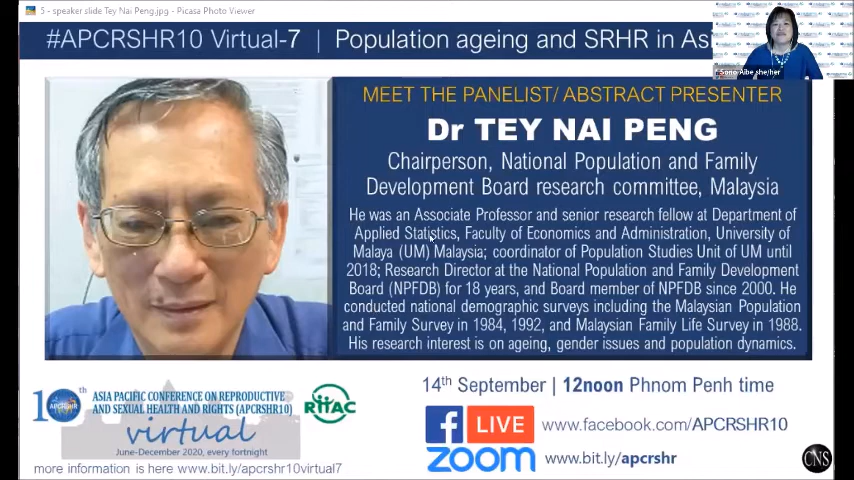 5 - speaker slide Tey Nai Peng.jpg - Picasa Photo Viewer
#APCRSHR10 Virtual-7 | Population ageing and SRHR in Asi
Sono Aibe she/her
MEET THE PANELIST/ ABSTRACT PRESENTER
Dr TEY NAI PENG
Chairperson, National Population and Family
Development Board research committee, Malaysia
He was an Associate Professor and senior research fellow at Department of
Applied Statistics, Faculty of Economics and Administration, University of
Malaya (UM) Malaysia; coordinator of Population Studies Unit of UM until
2018; Research Director at the National Population and Family Development
Board (NPFDB) for 18 years, and Board member of NPFDB since 2000. He
conducted national demographic surveys including the Malaysian Population
and Family Survey in 1984, 1992, and Malaysian Family Life Survey in 1988.
His research interest is on ageing, gender issues and population dynamics.
10th
APCRSHR
ASIA PACIFIC CONFERENCE ON REPRODUCTIVE
AND SEXUAL HEALTH AND RIGHTS (APCRSHR10)
virtual
June-December 2020, every fortnight
more information is here www.bit.ly/apcrshr10virtual7
RHAC
14th September | 12noon Phnom Penh time
f LIVE www.facebook.com/APCRSHR10
zoom www.bit.ly/apcrshr
CNS